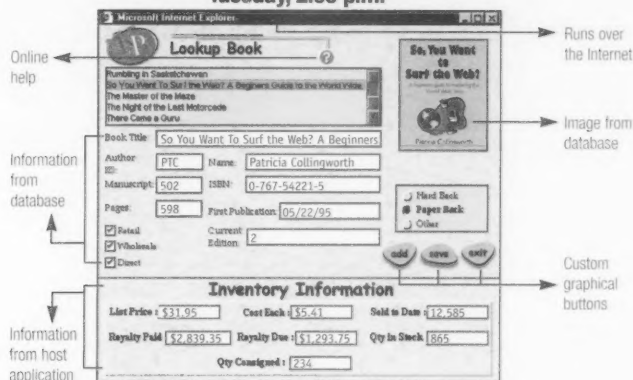 Tuesday, 2:00 p.m.
Microsoft Internet Explorer
Online help
Lookup Book
?
Rumbling in Saskatchewan
So You Want To Surf the Web? A Beginners Guide to the World Wide
The Master of the Maze
The Night of the Last Motorcade
There Came a Guru
So, You Want
to
Surf the Web?
Patricia Collingworth
Runs over
the Internet
Image from
database
Information
from
database
Book Title: So You Want To Surf the Web? A Beginners
Author ID: PTC Name: Patricia Collingworth
Manuscript: 502 ISBN: 0-767-54221-5
Pages: 598 First Publication: 05/22/95
Retail
Wholesale
Direct
Current Edition: 2
Hard Back
Paper Back
Other
add save exit
Custom
graphical
buttons
Information
from host
application
Inventory Information
List Price : $31.95 Cost Each : $5.41 Sold to Date : 12,585
Royalty Paid $2,839.35 Royalty Due : $1,293.75 Qty in Stock 865
Qty Consigned : 234